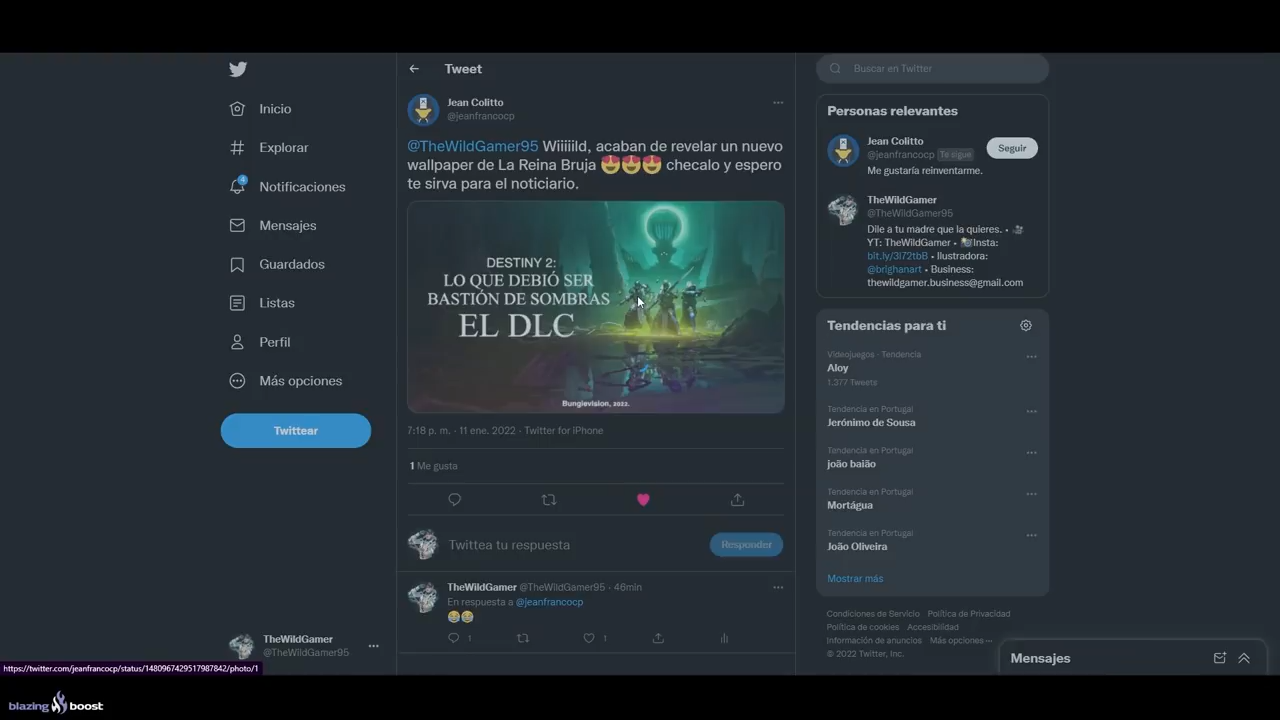 Inicio
Explorar
4
Notificaciones
Mensajes
Guardados
Listas
Perfil
Más opciones
Twittear
TheWildGamer
@TheWildGamer95
Tweet
Jean Colitto
@jeanfrancocp
@TheWildGamer95 Wiiiiild, acaban de revelar un nuevo
wallpaper de La Reina Bruja 😍😍😍 checalo y espero
te sirva para el noticiario.
DESTINY 2:
LO QUE DEBIÓ SER
BASTIÓN DE SOMBRAS
EL DLC
Bungievision, 2022.
7:18 p. m. · 11 ene. 2022 · Twitter for iPhone
1 Me gusta
Twittea tu respuesta
Responder
TheWildGamer @TheWildGamer95 · 46min
En respuesta a @jeanfrancocp
😂😂
1 1
Buscar en Twitter
Personas relevantes
Jean Colitto
@jeanfrancocp Te sigue
Seguir
Me gustaría reinventarme.
TheWildGamer
@TheWildGamer95
Dile a tu madre que la quieres. • 🎥
YT: TheWildGamer • 📸Insta:
bit.ly/3i72tbB • Ilustradora:
@brighanart • Business:
thewildgamer.business@gmail.com
Tendencias para ti
Videojuegos · Tendencia
Aloy
1.377 Tweets
Tendencia en Portugal
Jerónimo de Sousa
Tendencia en Portugal
joão baião
Tendencia en Portugal
Mortágua
Tendencia en Portugal
João Oliveira
Mostrar más
Condiciones de Servicio Política de Privacidad
Política de cookies Accesibilidad
Información de anuncios Más opciones ···
© 2022 Twitter, Inc.
Mensajes
https://twitter.com/jeanfrancocp/status/1480967429517987842/photo/1
blazing boost